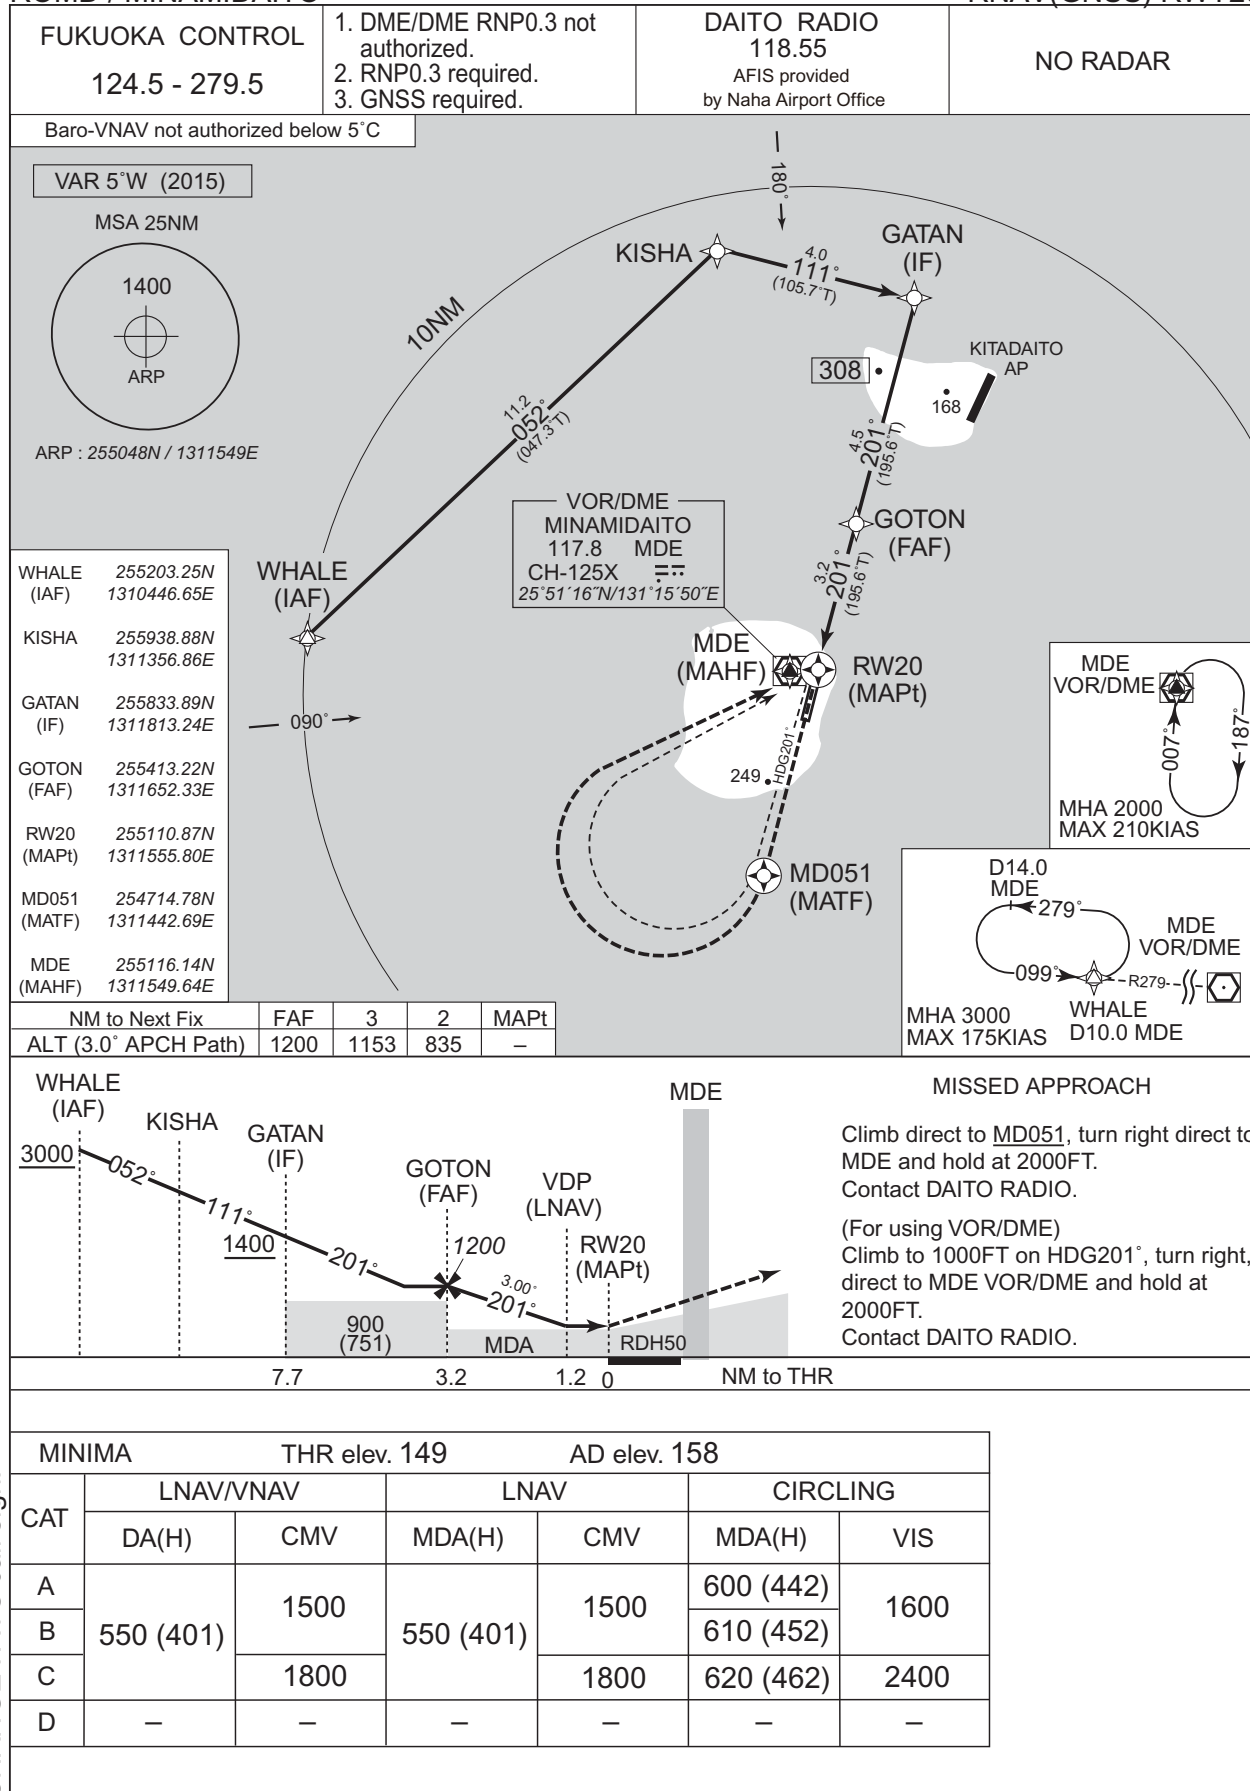 FUKUOKA CONTROL
124.5 - 279.5
1. DME/DME RNP0.3 not
authorized.
2. RNP0.3 required.
3. GNSS required.
DAITO RADIO
118.55
AFIS provided
by Naha Airport Office
NO RADAR
Baro-VNAV not authorized below 5˚C
VAR 5˚W (2015)
MSA 25NM
1400
ARP
ARP : 255048N / 1311549E
10NM
180˚
KISHA
4.0
111˚
(105.7˚T)
GATAN
(IF)
KITADAITO
AP
308
168
11.2
052˚
(047.3˚T)
4.5
201˚
(195.6˚T)
VOR/DME
MINAMIDAITO
117.8 MDE
CH-125X
25˚51´16˝N/131˚15´50˝E
GOTON
(FAF)
3.2
201˚
(195.6˚T)
WHALE
(IAF)
090˚
MDE
(MAHF)
RW20
(MAPt)
HDG201˚
249
MD051
(MATF)
WHALE 255203.25N
(IAF) 1310446.65E
KISHA 255938.88N
1311356.86E
GATAN 255833.89N
(IF) 1311813.24E
GOTON 255413.22N
(FAF) 1311652.33E
RW20 255110.87N
(MAPt) 1311555.80E
MD051 254714.78N
(MATF) 1311442.69E
MDE 255116.14N
(MAHF) 1311549.64E
MDE
VOR/DME
007˚
187˚
MHA 2000
MAX 210KIAS
D14.0
MDE
279˚
099˚
MDE
VOR/DME
R279
WHALE
D10.0 MDE
MHA 3000
MAX 175KIAS
NM to Next Fix FAF 3 2 MAPt
ALT (3.0˚ APCH Path) 1200 1153 835 –
WHALE
(IAF)
KISHA
GATAN
(IF)
GOTON
(FAF)
VDP
(LNAV)
RW20
(MAPt)
MDE
3000
052˚
111˚
1400
201˚
1200
3.00˚
201˚
900
(751)
MDA
RDH50
7.7 3.2 1.2 0 NM to THR
MISSED APPROACH
Climb direct to MD051, turn right direct to
MDE and hold at 2000FT.
Contact DAITO RADIO.
(For using VOR/DME)
Climb to 1000FT on HDG201˚, turn right,
direct to MDE VOR/DME and hold at
2000FT.
Contact DAITO RADIO.
MINIMA THR elev. 149 AD elev. 158
CAT LNAV/VNAV LNAV CIRCLING
DA(H) CMV MDA(H) CMV MDA(H) VIS
A 550 (401) 1500 550 (401) 1500 600 (442) 1600
B 610 (452)
C 1800 1800 620 (462) 2400
D – – – – – –